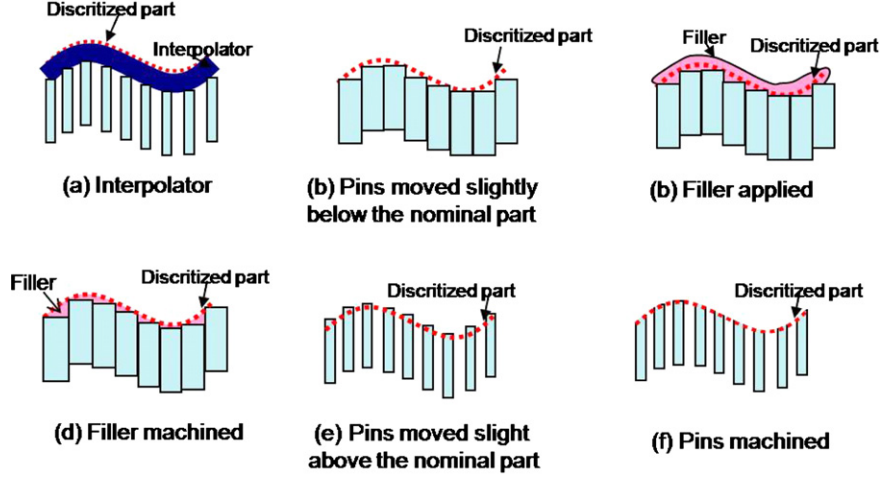 Discritized part
Interpolator
(a) Interpolator
Discritized part
(b) Pins moved slightly
below the nominal part
Filler
Discritized part
(b) Filler applied
Filler
Discritized part
(d) Filler machined
Discritized part
(e) Pins moved slight
above the nominal part
Discritized part
(f) Pins machined